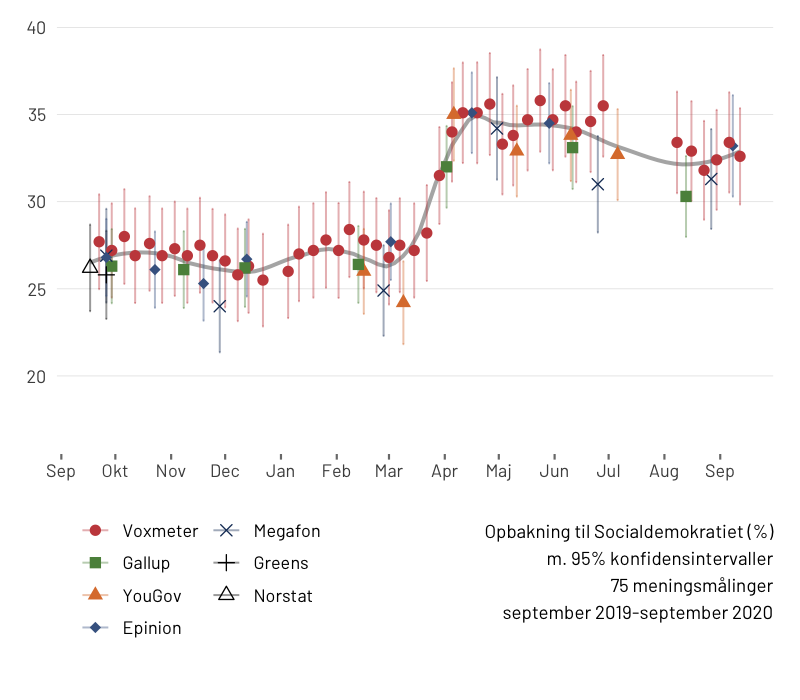 40
35
30
25
20
Sep Okt Nov Dec Jan Feb Mar Apr Maj Jun Jul Aug Sep
Voxmeter Megafon
Gallup Greens
YouGov Norstat
Epinion
Opbakning til Socialdemokratiet (%)
m. 95% konfidensintervaller
75 meningsmålinger
september 2019-september 2020